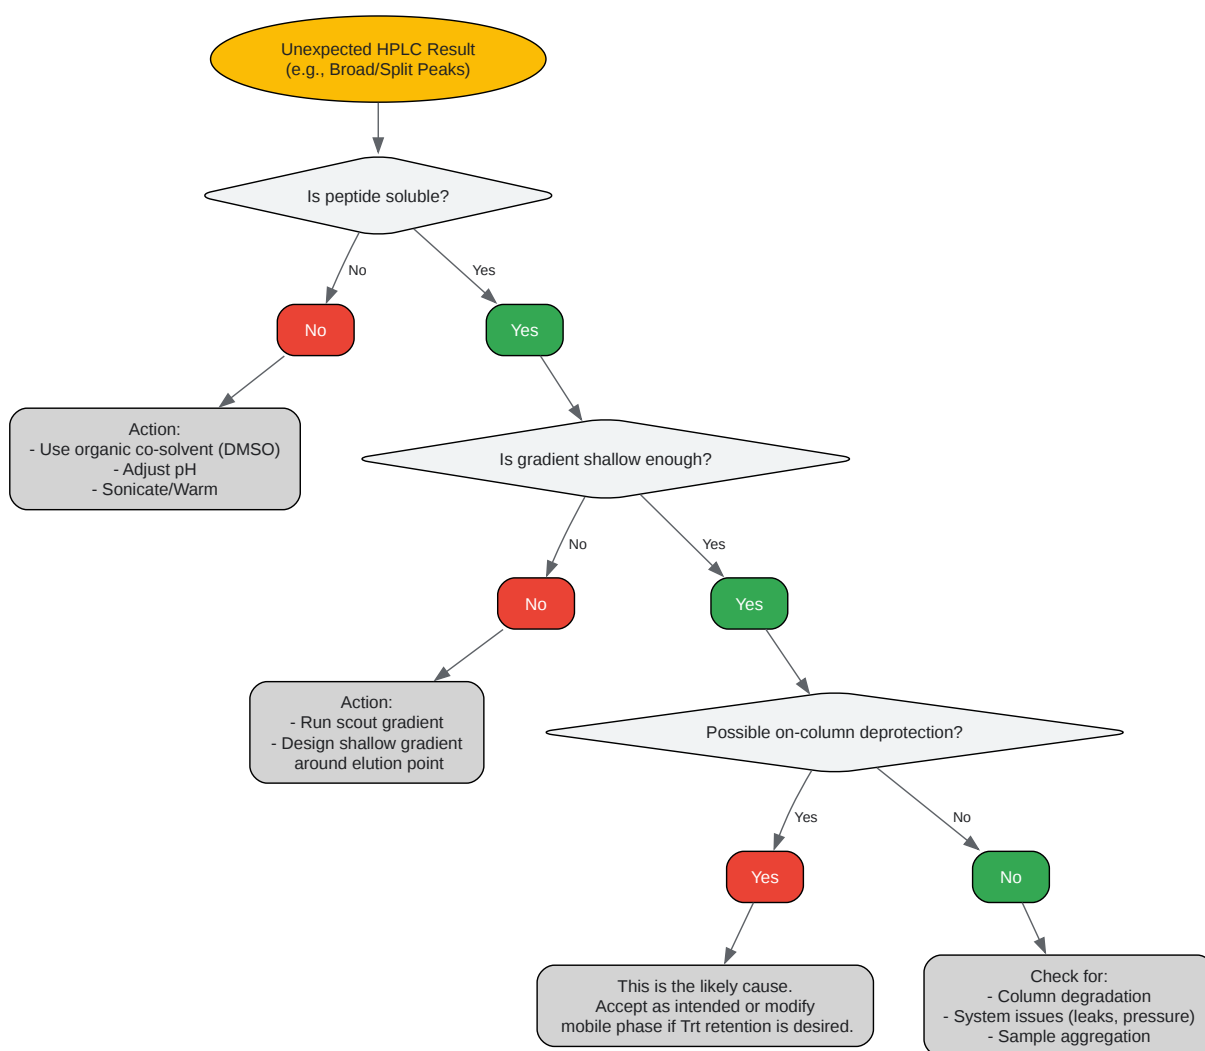 Unexpected HPLC Result
(e.g., Broad/Split Peaks)
Is peptide soluble?
No
Yes
No
Yes
Action:
- Use organic co-solvent (DMSO)
- Adjust pH
- Sonicate/Warm
Is gradient shallow enough?
No
Yes
No
Yes
Action:
- Run scout gradient
- Design shallow gradient
around elution point
Possible on-column deprotection?
Yes
No
Yes
No
This is the likely cause.
Accept as intended or modify
mobile phase if Trt retention is desired.
Check for:
- Column degradation
- System issues (leaks, pressure)
- Sample aggregation